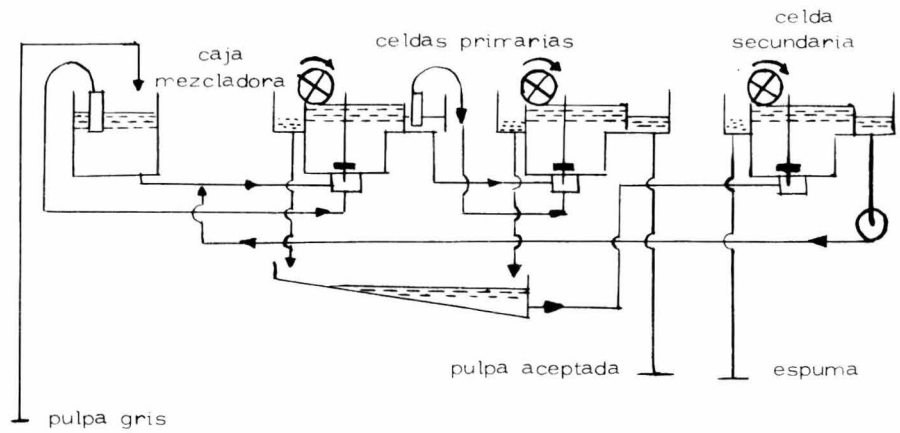 caja
mezcladora
celdas primarias
celda
secundaria
pulpa aceptada
espuma
pulpa gris